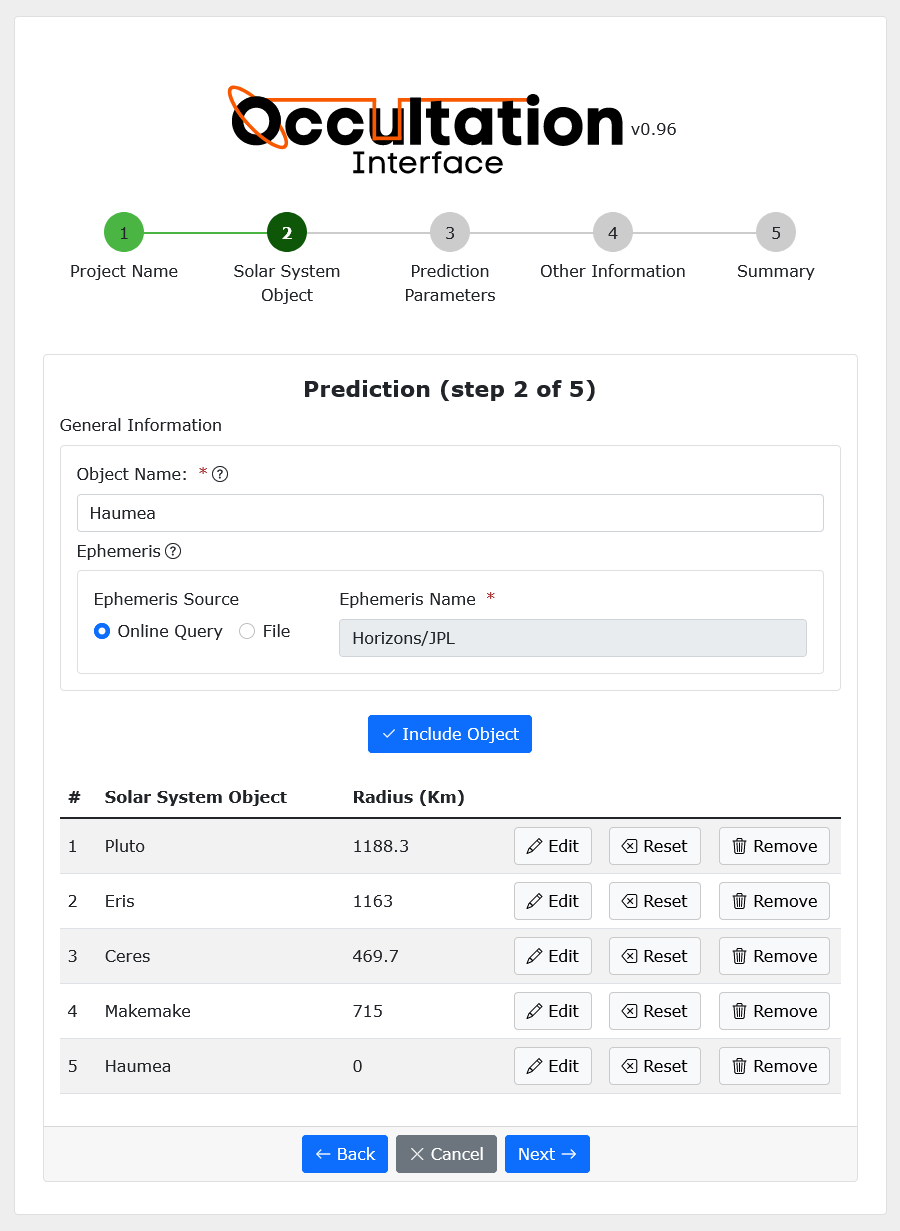 Occultation
Interface
v0.96
1
2
3
4
5
Project Name
Solar System
Object
Prediction
Parameters
Other Information
Summary
Prediction (step 2 of 5)
General Information
Object Name: * ?
Haumea
Ephemeris ?
Ephemeris Source
Online Query
File
Ephemeris Name *
Horizons/JPL
Include Object
# Solar System Object Radius (Km)
1 Pluto 1188.3 Edit Reset Remove
2 Eris 1163 Edit Reset Remove
3 Ceres 469.7 Edit Reset Remove
4 Makemake 715 Edit Reset Remove
5 Haumea 0 Edit Reset Remove
← Back
Cancel
Next →